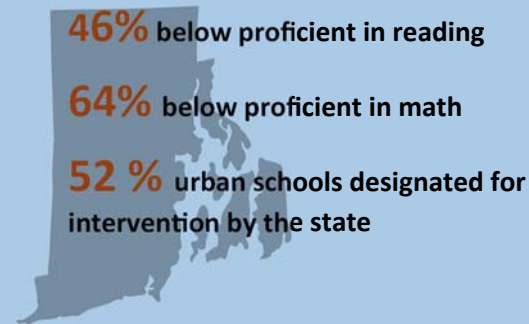 46% below proficient in reading
64% below proficient in math
52 % urban schools designated for
intervention by the state